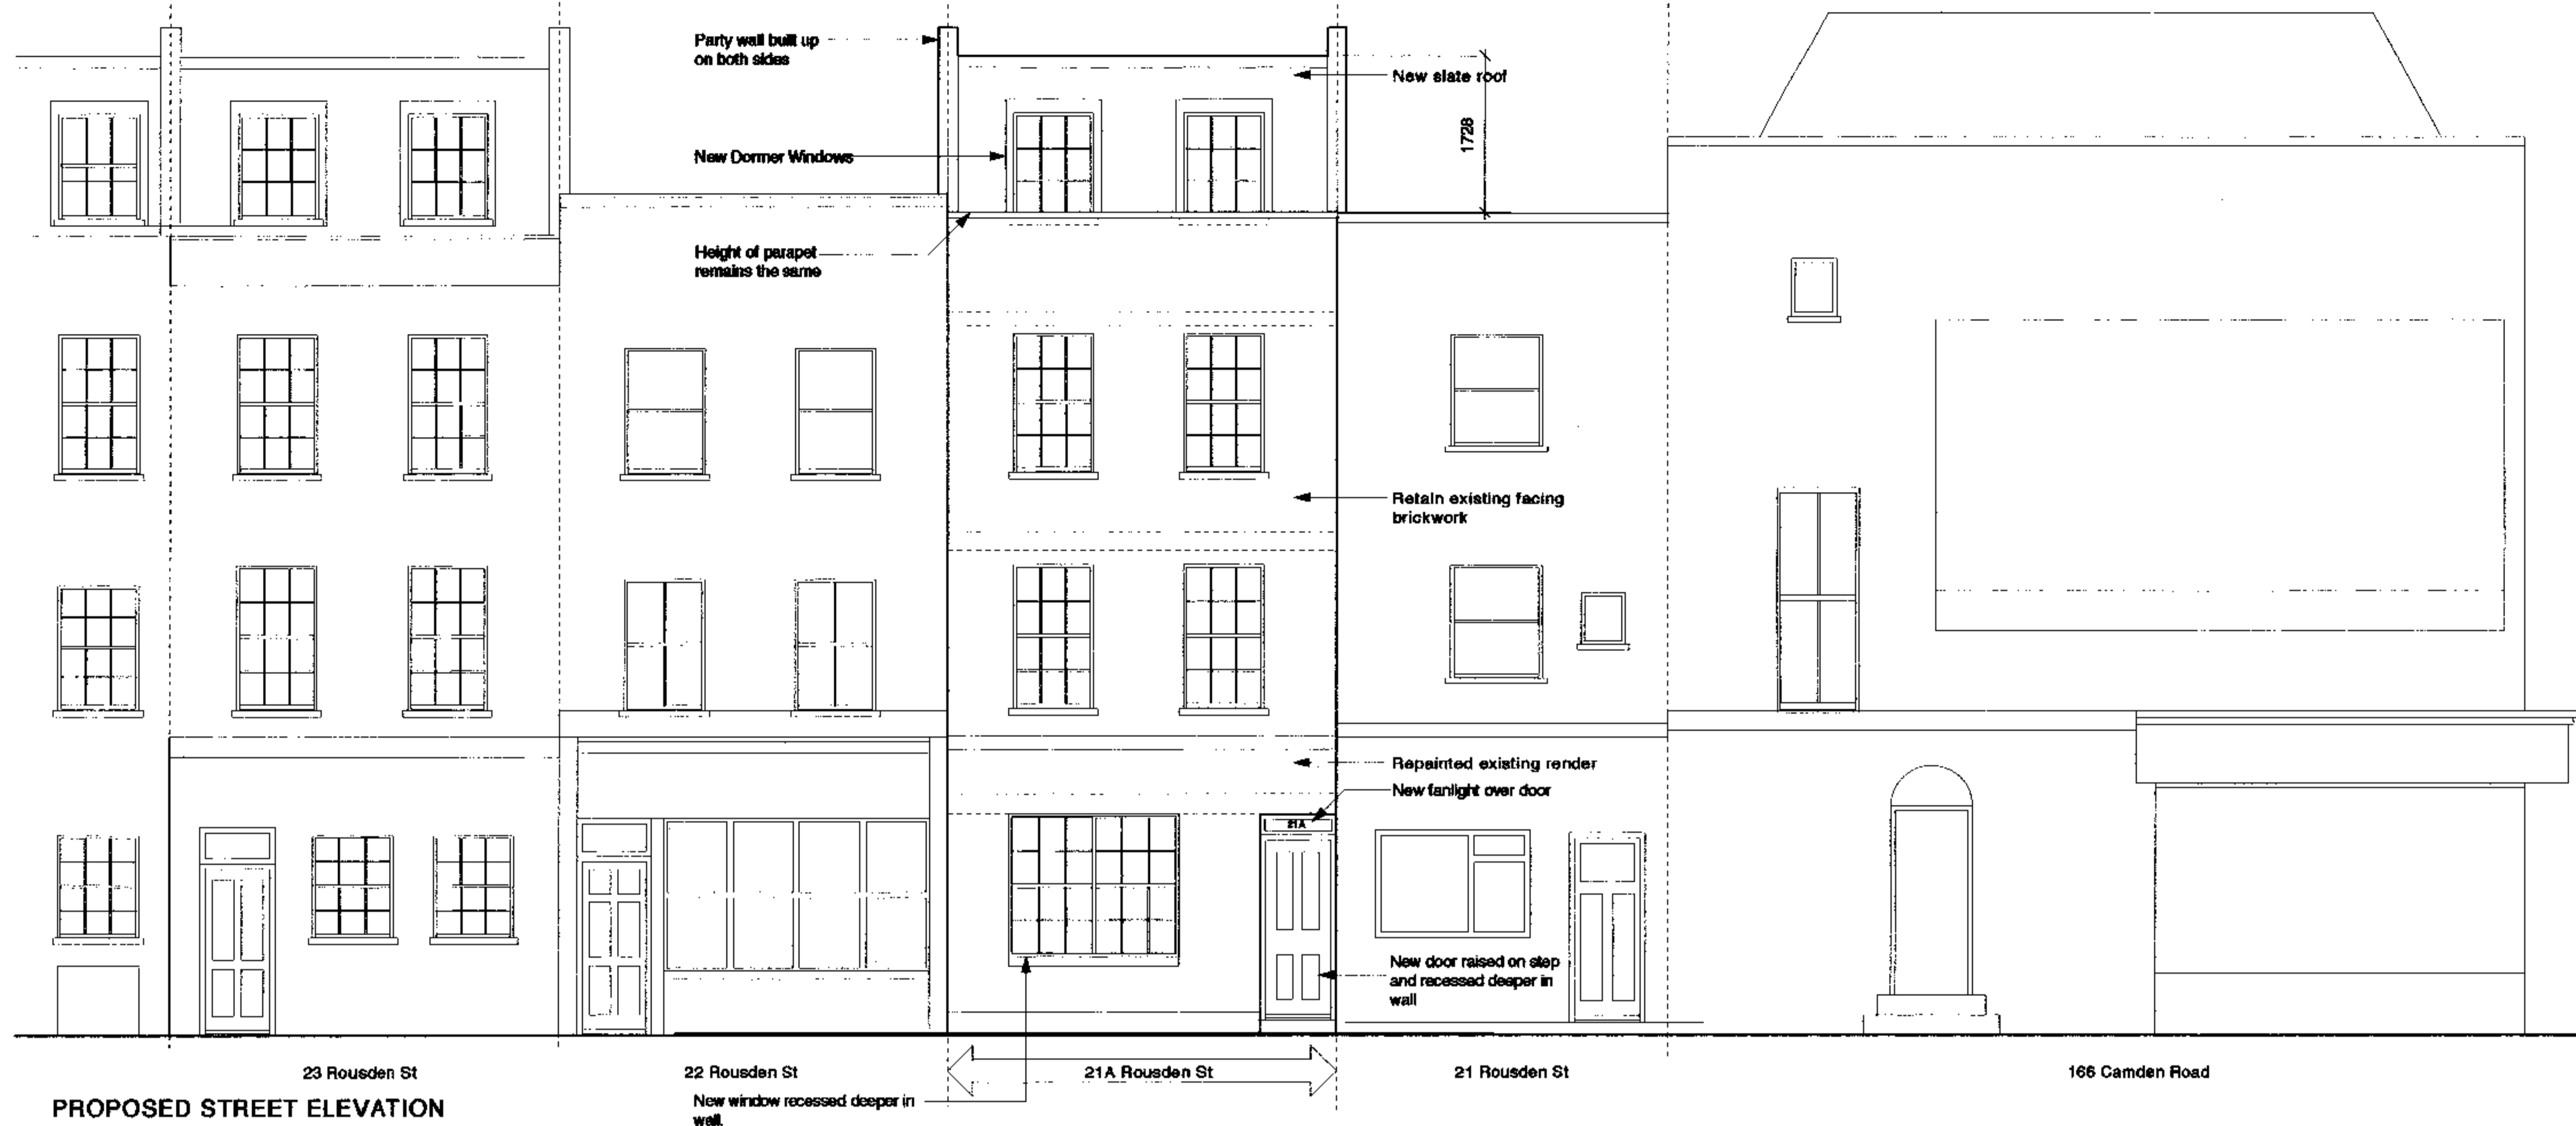 Party wall built up
on both sides
New slate roof
1728
New Dormer Windows
Height of parapet
remains the same
Retain existing facing
brickwork
Repainted existing render
New fanlight over door
21A
New door raised on step
and recessed deeper in
wall
23 Rousden St
22 Rousden St
21A Rousden St
21 Rousden St
166 Camden Road
New window recessed deeper in
wall.
PROPOSED STREET ELEVATION